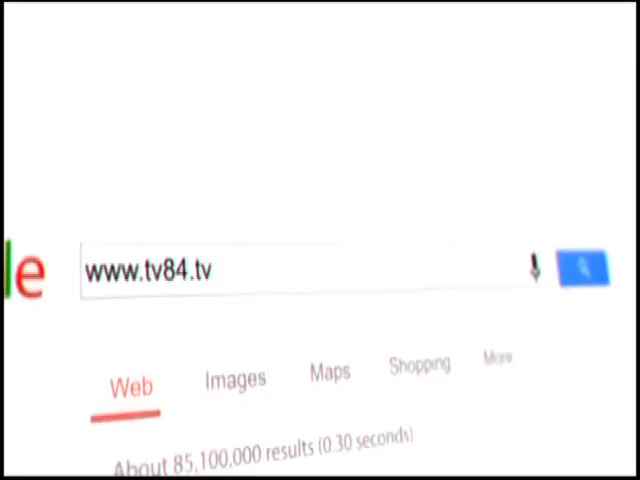 le
www.tv84.tv
Web Images Maps Shopping More
About 85,100,000 results (0.30 seconds)